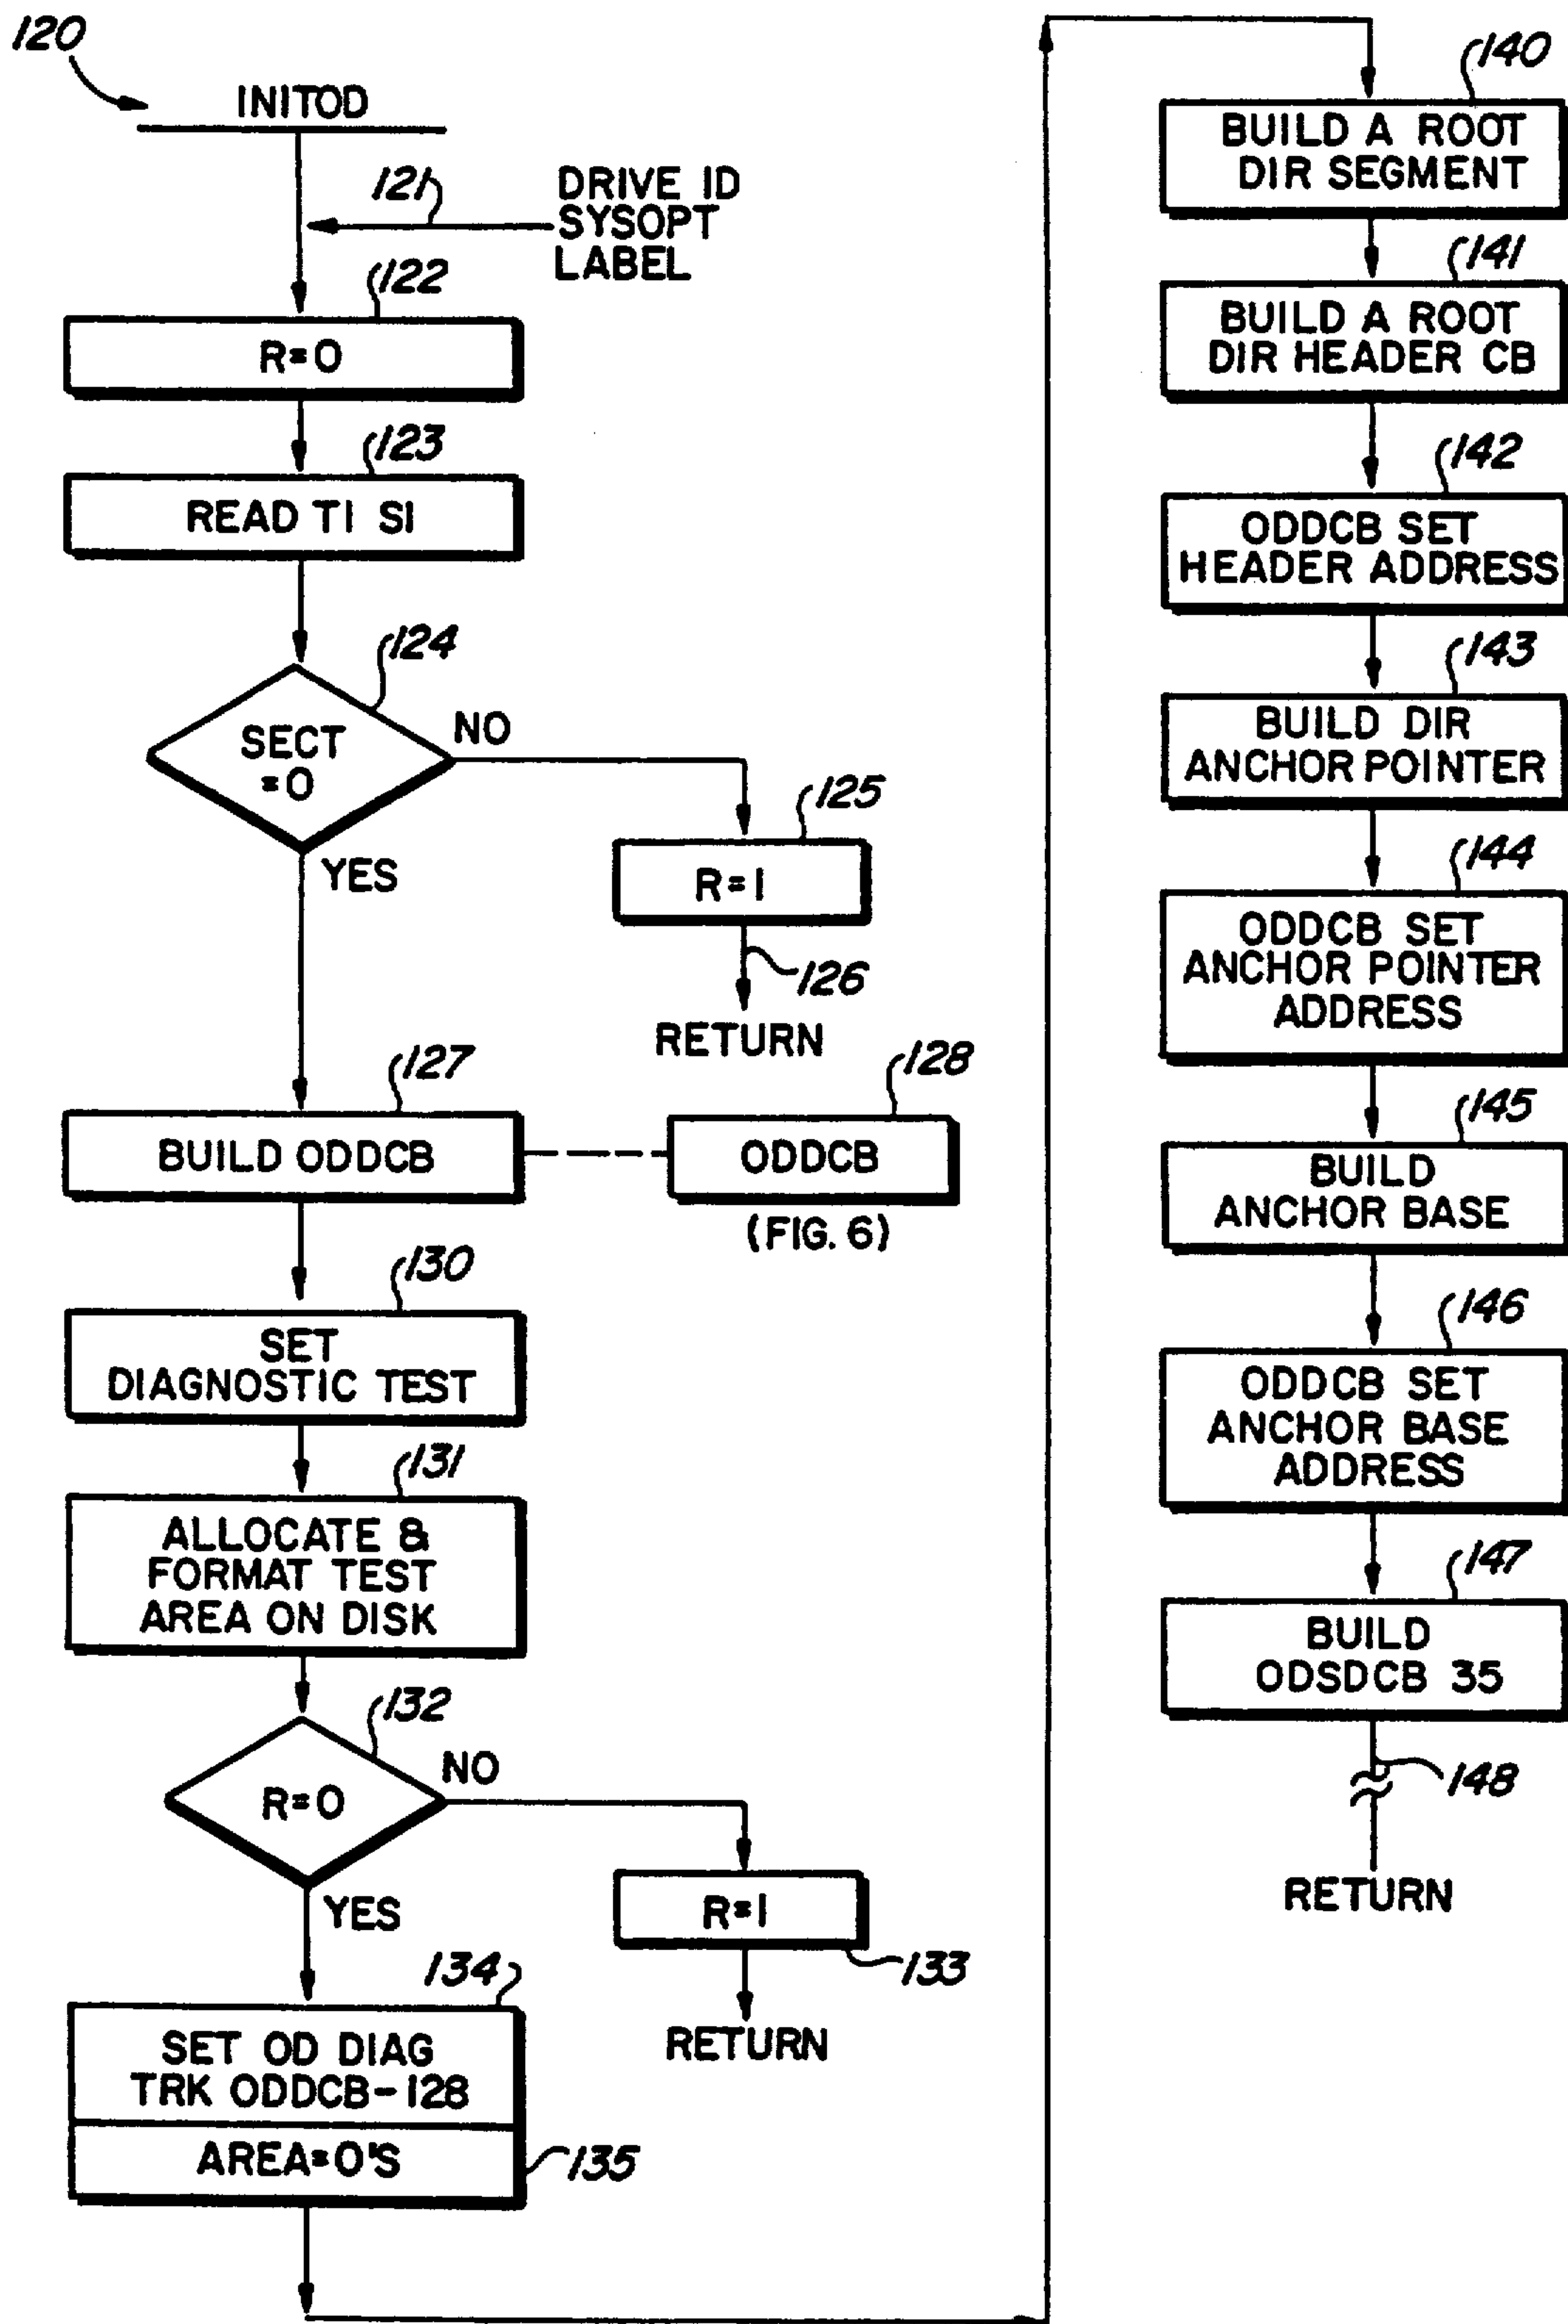 120
INITOD
121
DRIVE ID
SYSOPT
LABEL
122
R=0
123
READ T1 S1
124
SECT
=0
NO
YES
125
R=1
126
RETURN
127
BUILD ODDCB
128
ODDCB
(FIG. 6)
130
SET
DIAGNOSTIC TEST
131
ALLOCATE &
FORMAT TEST
AREA ON DISK
132
R=0
NO
YES
R=1
133
RETURN
134
SET OD DIAG
TRK ODDCB-128
AREA=0'S
135
140
BUILD A ROOT
DIR SEGMENT
141
BUILD A ROOT
DIR HEADER CB
142
ODDCB SET
HEADER ADDRESS
143
BUILD DIR
ANCHOR POINTER
144
ODDCB SET
ANCHOR POINTER
ADDRESS
145
BUILD
ANCHOR BASE
146
ODDCB SET
ANCHOR BASE
ADDRESS
147
BUILD
ODSDCB 35
148
RETURN